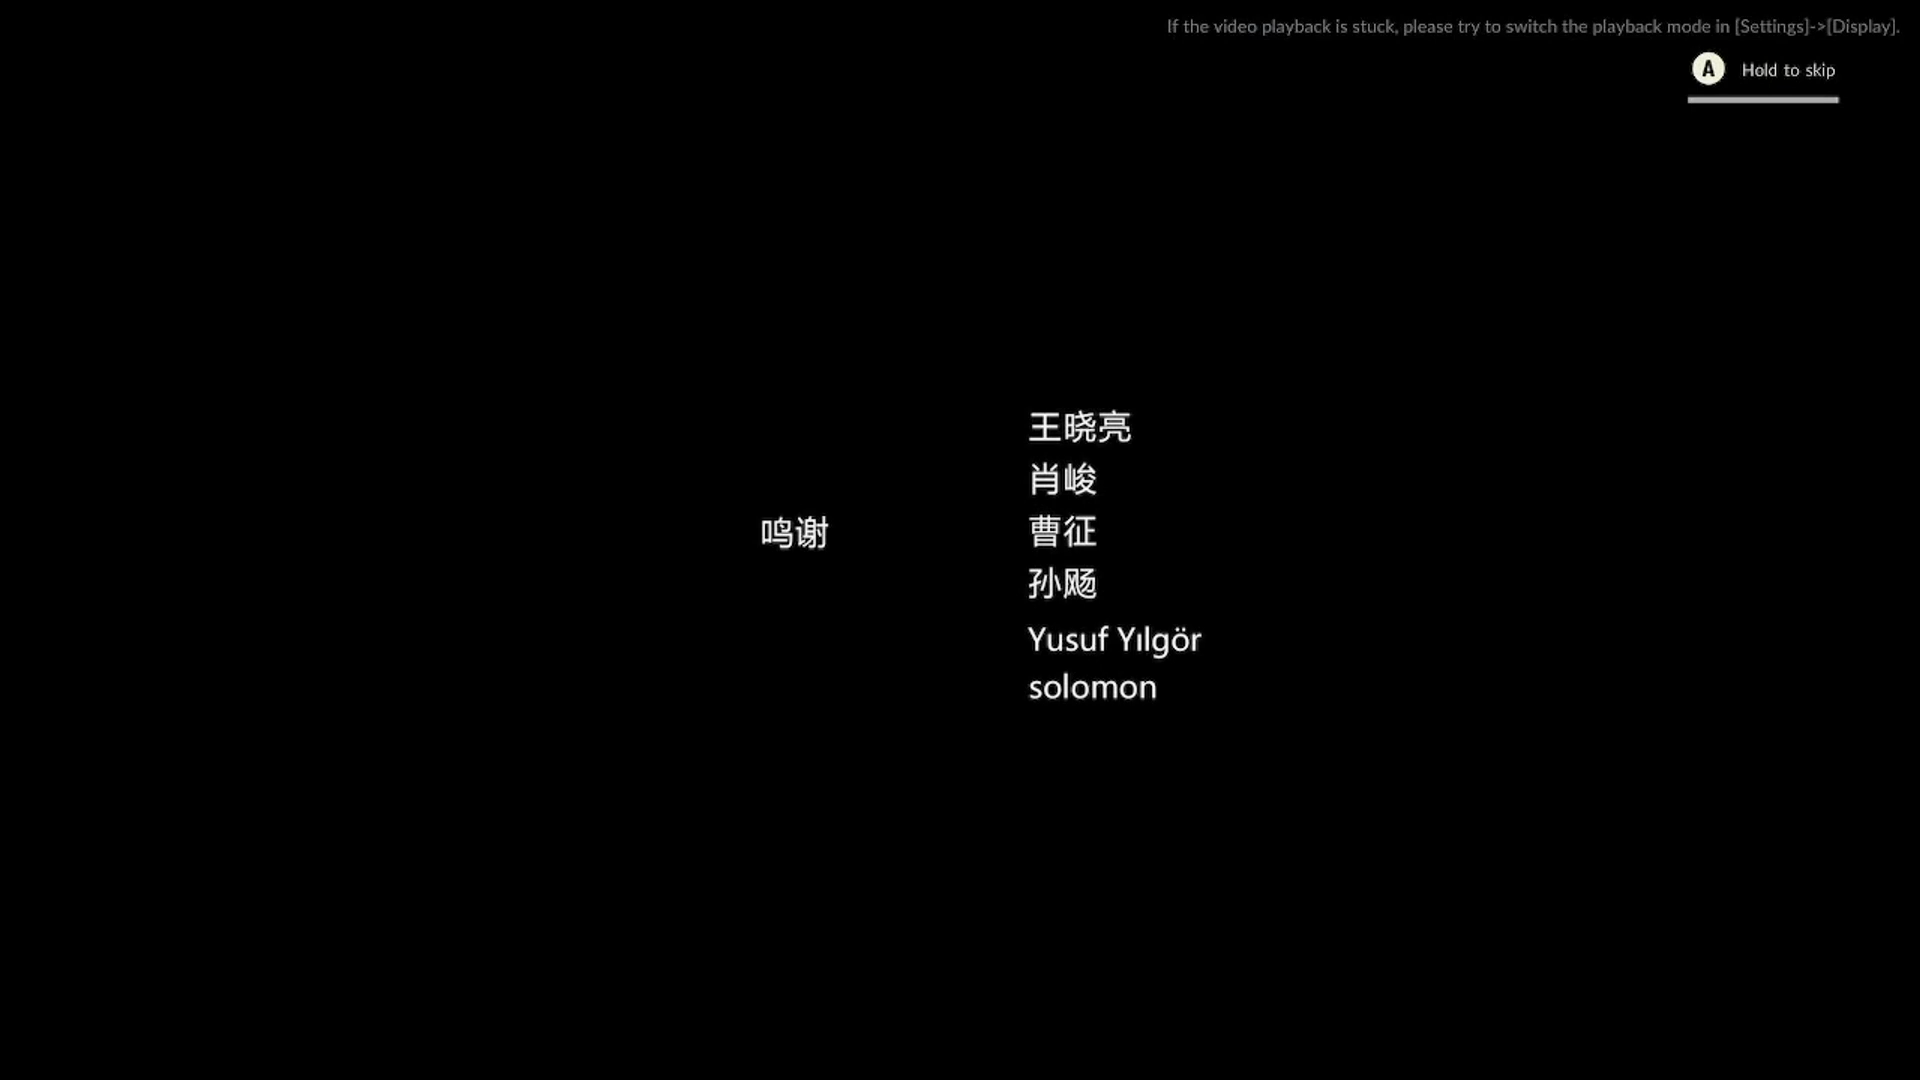 If the video playback is stuck, please try to switch the playback mode in [Settings]->[Display].
A Hold to skip
王晓亮
肖峻
鸣谢 曹征
孙飏
Yusuf Yılgör
solomon